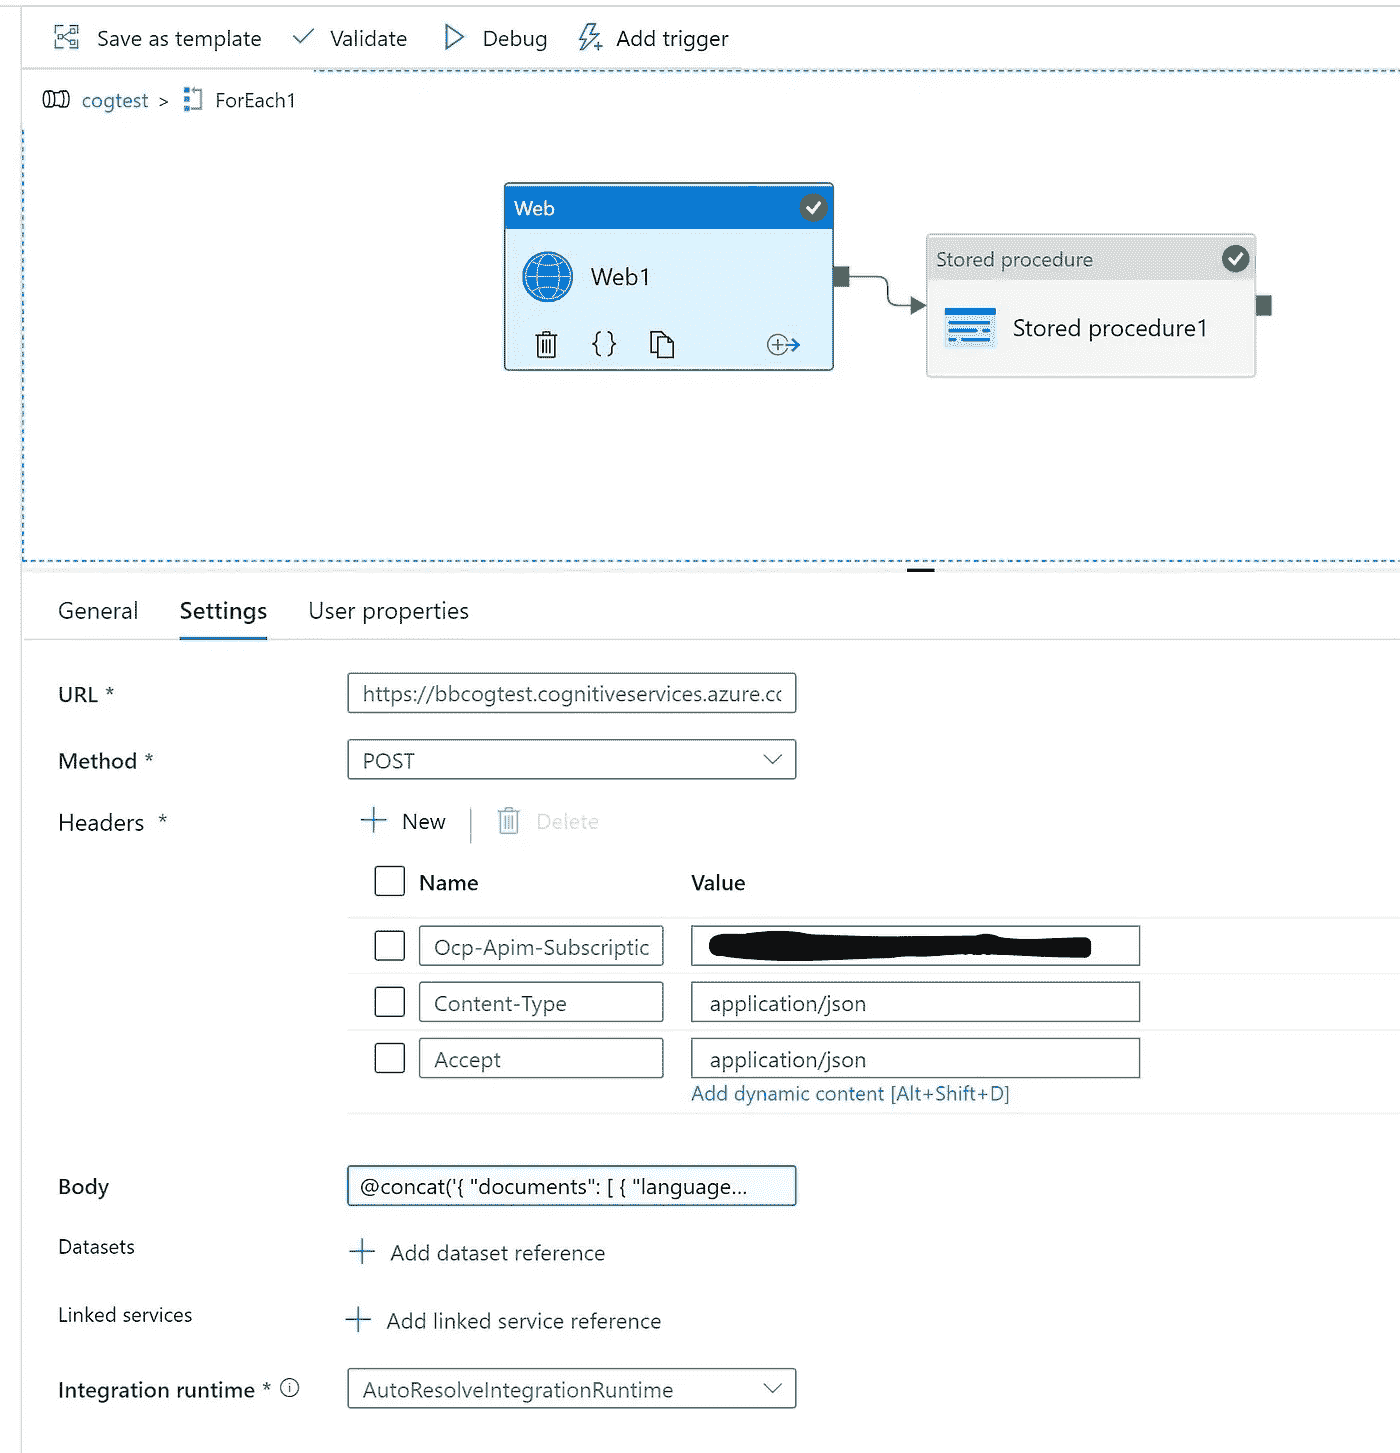 Save as template Validate Debug Add trigger
cogtest > ForEach1
Web
Web1
{}
Stored procedure
Stored procedure1
General Settings User properties
URL * https://bbcogtest.cognitiveservices.azure.cc
Method * POST
Headers * New Delete
Name Value
Ocp-Apim-Subscriptic
Content-Type application/json
Accept application/json
Add dynamic content [Alt+Shift+D]
Body @concat('{ "documents": [ { "language...
Datasets Add dataset reference
Linked services Add linked service reference
Integration runtime * AutoResolveIntegrationRuntime